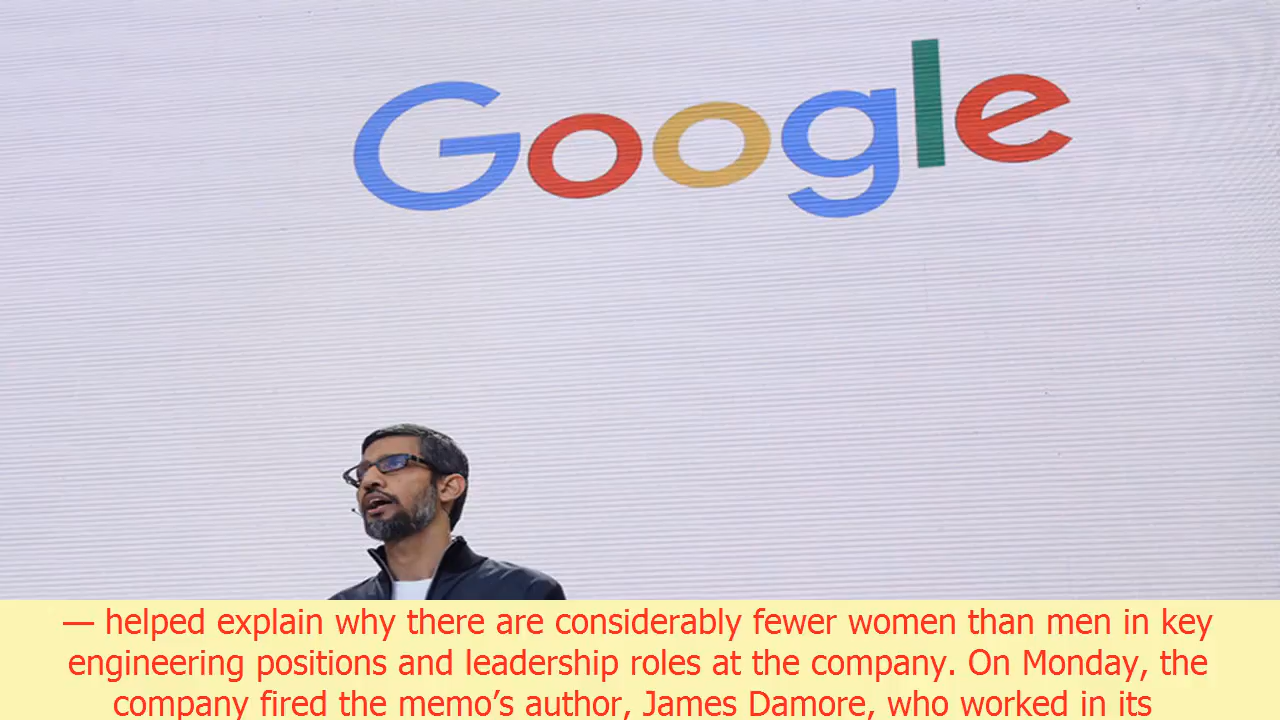 Google
— helped explain why there are considerably fewer women than men in key
engineering positions and leadership roles at the company. On Monday, the
company fired the memo’s author, James Damore, who worked in its